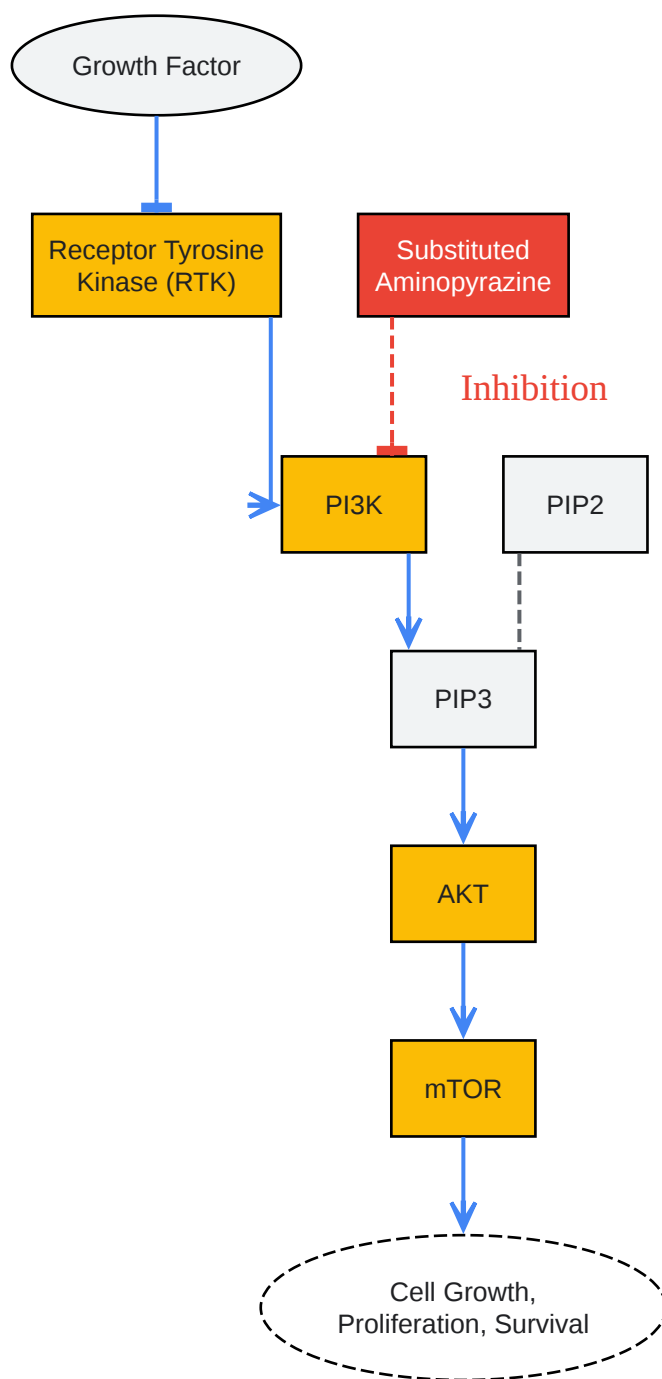 Growth Factor
Receptor Tyrosine
Kinase (RTK)
Substituted
Aminopyrazine
Inhibition
PI3K
PIP2
PIP3
AKT
mTOR
Cell Growth,
Proliferation, Survival